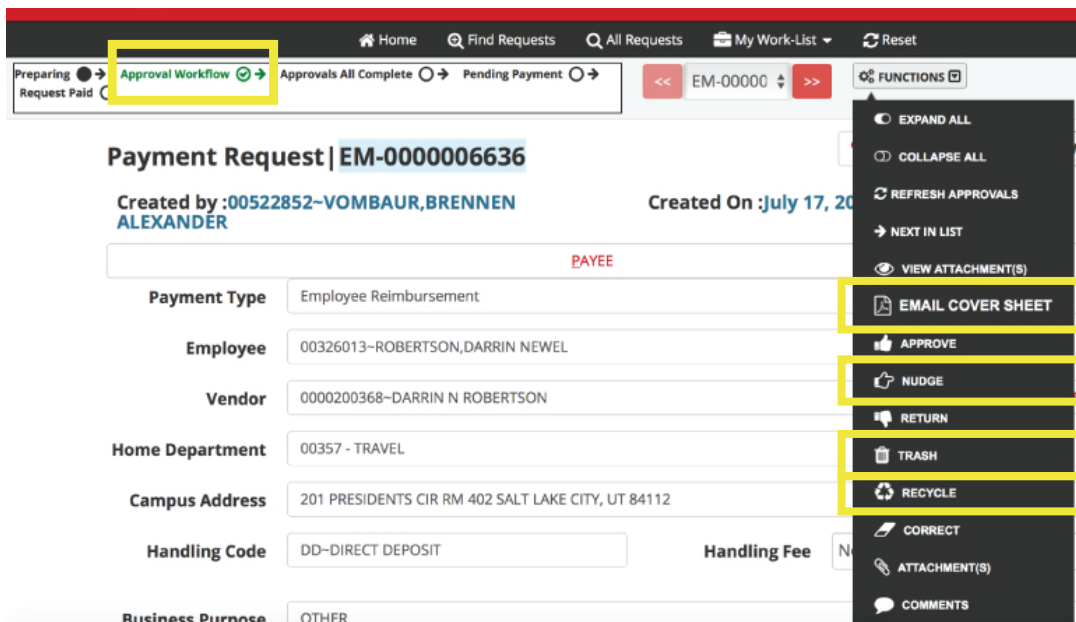 Home Find Requests All Requests My Work-List Reset
Preparing Approval Workflow Approvals All Complete Pending Payment
Request Paid
<< EM-00000 >> FUNCTIONS
EXPAND ALL
Payment Request|EM-0000006636
COLLAPSE ALL
Created by :00522852~VOMBAUR,BRENNEN
ALEXANDER
Created On :July 17, 20
REFRESH APPROVALS
NEXT IN LIST
PAYEE
VIEW ATTACHMENT(S)
Payment Type Employee Reimbursement
EMAIL COVER SHEET
Employee 00326013~ROBERTSON,DARRIN NEWEL
APPROVE
NUDGE
Vendor 0000200368~DARRIN N ROBERTSON
RETURN
Home Department 00357 - TRAVEL
TRASH
Campus Address 201 PRESIDENTS CIR RM 402 SALT LAKE CITY, UT 84112
RECYCLE
CORRECT
Handling Code DD~DIRECT DEPOSIT Handling Fee
ATTACHMENT(S)
COMMENTS
Business Purpose OTHER